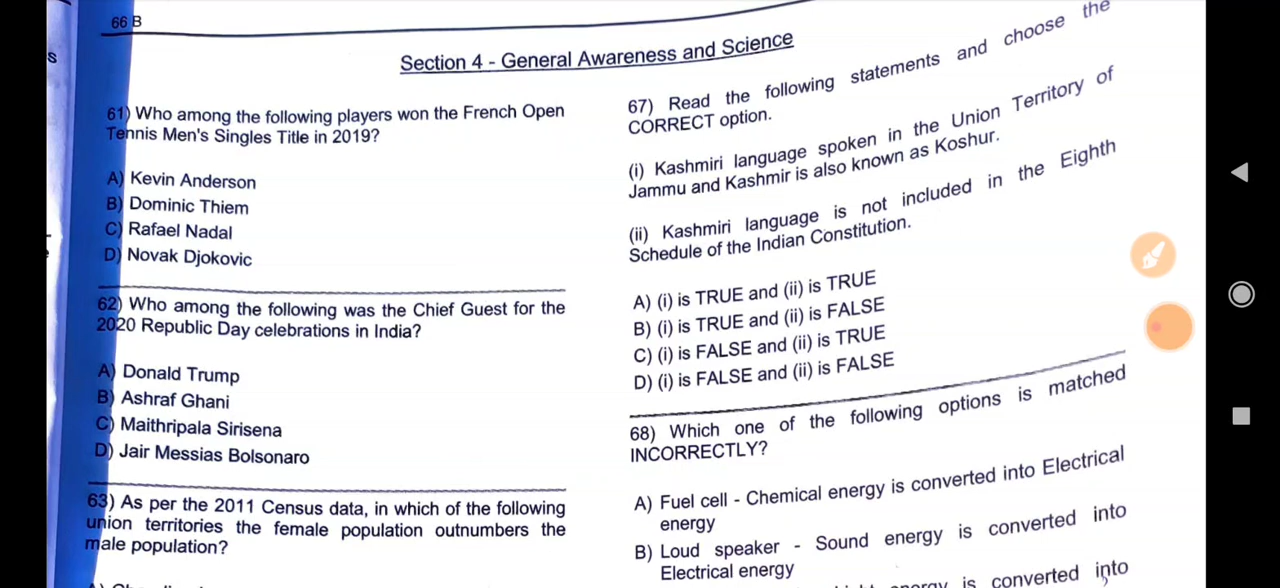 66 B
Section 4 - General Awareness and Science
61) Who among the following players won the French Open
Tennis Men's Singles Title in 2019?
A) Kevin Anderson
B) Dominic Thiem
C) Rafael Nadal
D) Novak Djokovic
62) Who among the following was the Chief Guest for the
2020 Republic Day celebrations in India?
A) Donald Trump
B) Ashraf Ghani
C) Maithripala Sirisena
D) Jair Messias Bolsonaro
63) As per the 2011 Census data, in which of the following
union territories the female population outnumbers the
male population?
67) Read the following statements and choose the
CORRECT option.
(i) Kashmiri language spoken in the Union Territory of
Jammu and Kashmir is also known as Koshur.
(ii) Kashmiri language is not included in the Eighth
Schedule of the Indian Constitution.
A) (i) is TRUE and (ii) is TRUE
B) (i) is TRUE and (ii) is FALSE
C) (i) is FALSE and (ii) is TRUE
D) (i) is FALSE and (ii) is FALSE
68) Which one of the following options is matched
INCORRECTLY?
A) Fuel cell - Chemical energy is converted into Electrical
energy
B) Loud speaker - Sound energy is converted into
Electrical energy
energy is converted into